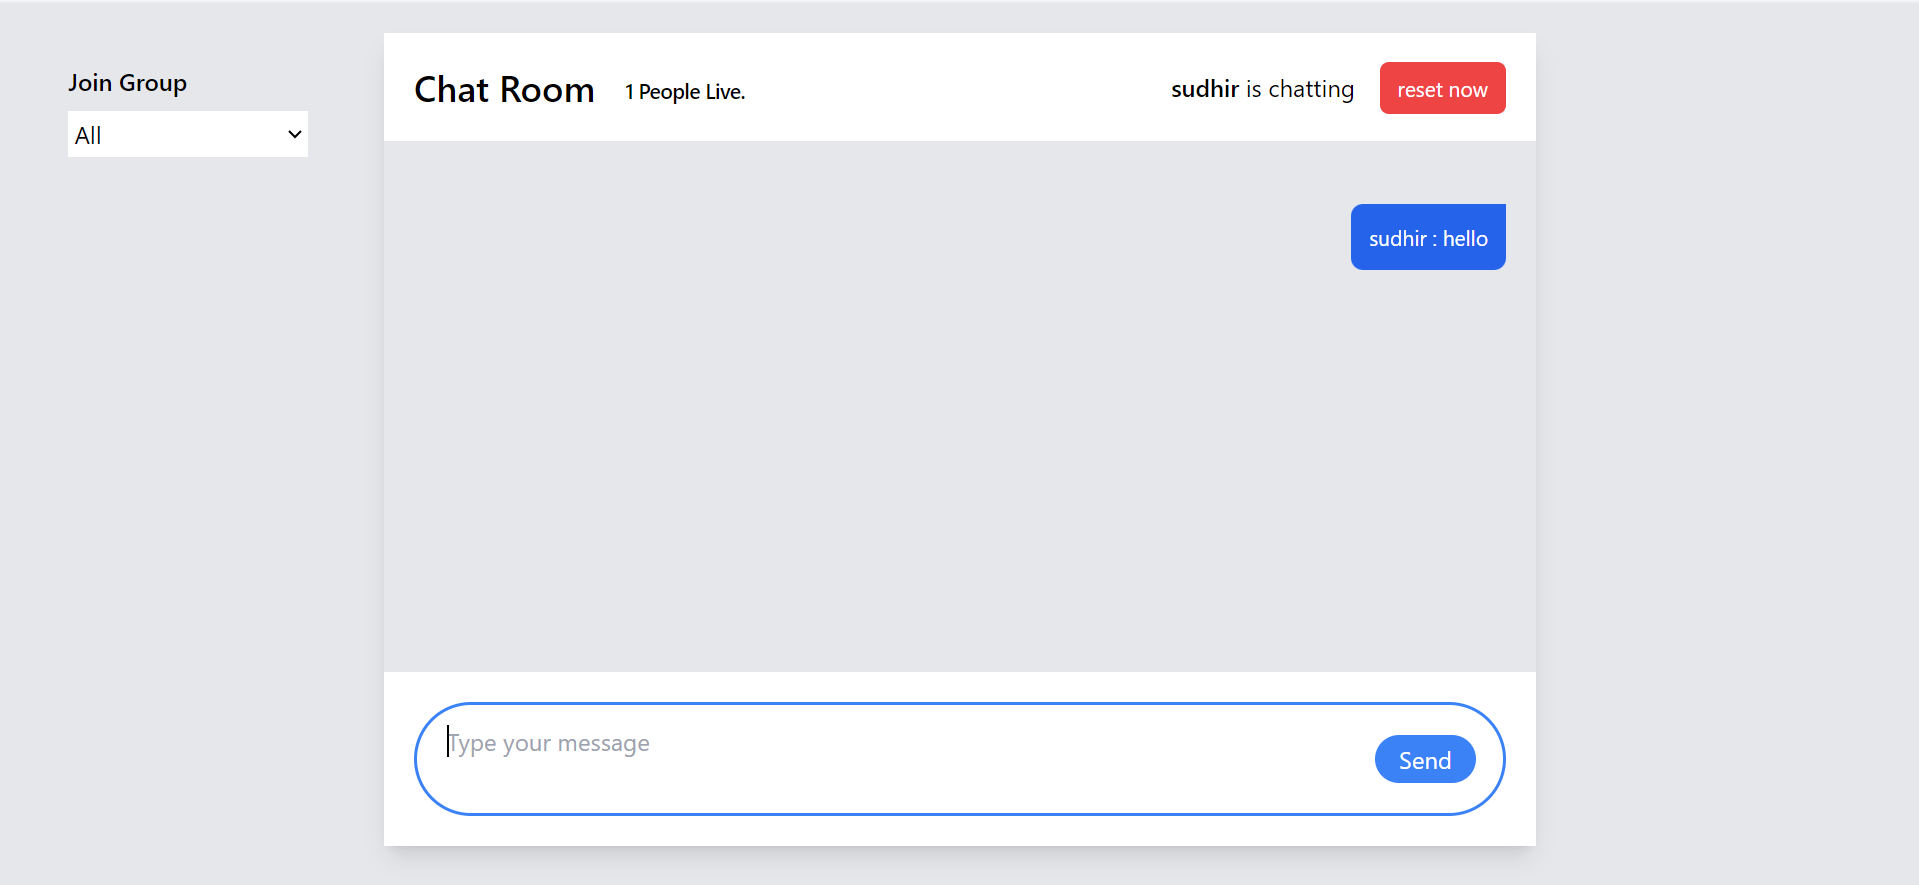 Join Group
All
Chat Room
1 People Live.
sudhir is chatting
reset now
sudhir : hello
Type your message
Send